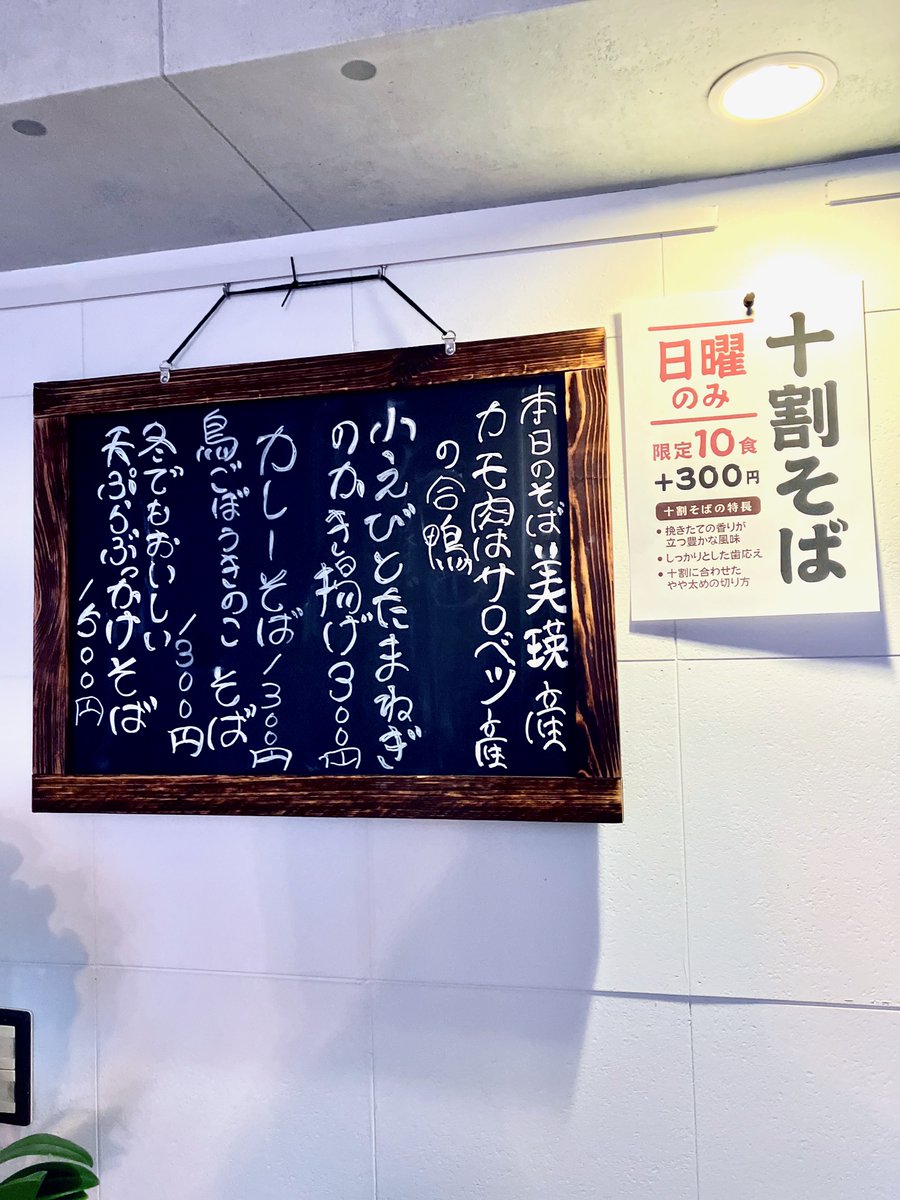 本日のそば 美瑛産
カモ肉はサロベツ産
の合鴨
小えびとたまねぎ
のかき揚げ300円
カレーそば1300円
鳥ごぼうきのこそば
1300円
冬でもおいしい
天ぷらぶっかけそば
1500円
十割そば
日曜
のみ
限定10食
+300円
十割そばの特長
• 挽きたての香りが
立つ豊かな風味
• しっかりとした歯応え
• 十割に合わせた
やや太めの切り方